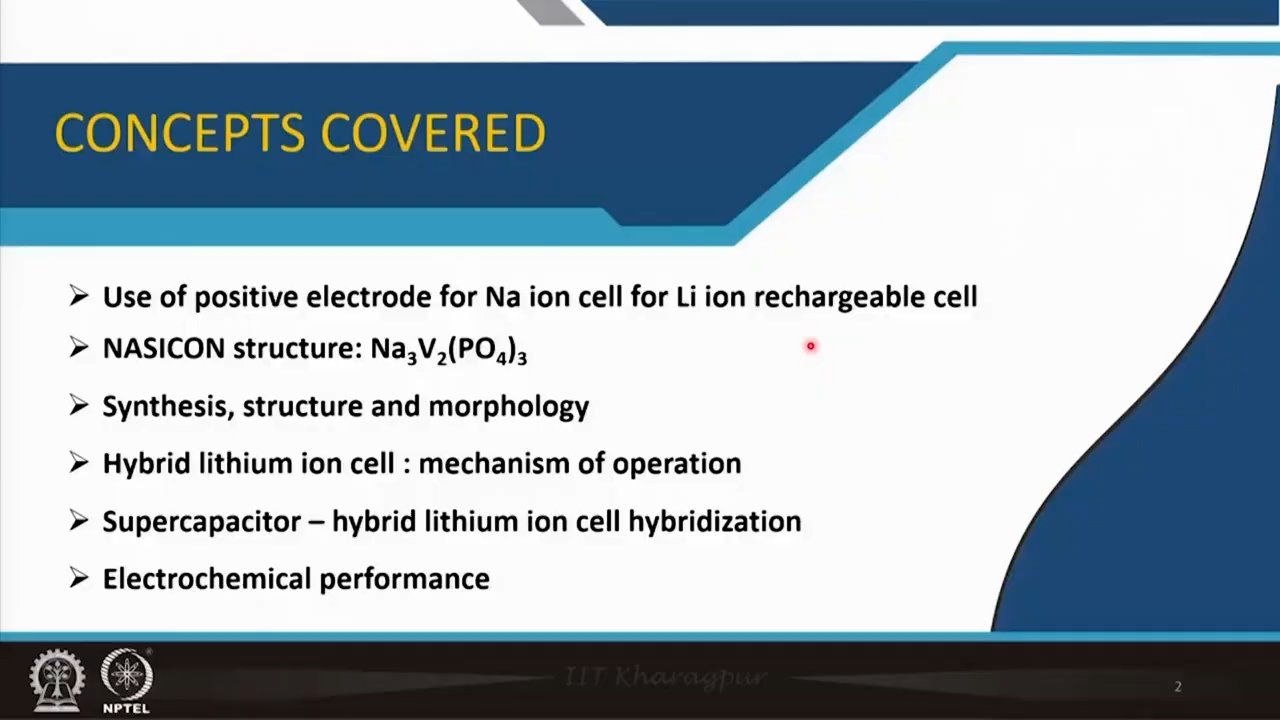 CONCEPTS COVERED
➢ Use of positive electrode for Na ion cell for Li ion rechargeable cell
➢ NASICON structure: Na₃V₂(PO₄)₃
➢ Synthesis, structure and morphology
➢ Hybrid lithium ion cell : mechanism of operation
➢ Supercapacitor – hybrid lithium ion cell hybridization
➢ Electrochemical performance
IIT Kharagpur
NPTEL
2